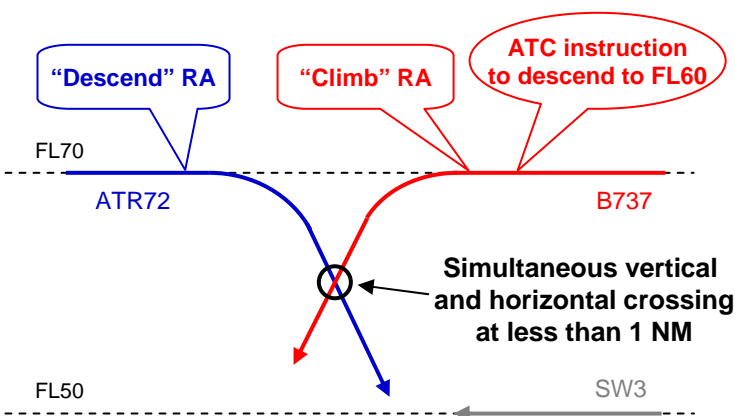 “Descend” RA
“Climb” RA
ATC instruction
to descend to FL60
FL70
ATR72
B737
Simultaneous vertical
and horizontal crossing
at less than 1 NM
FL50
SW3